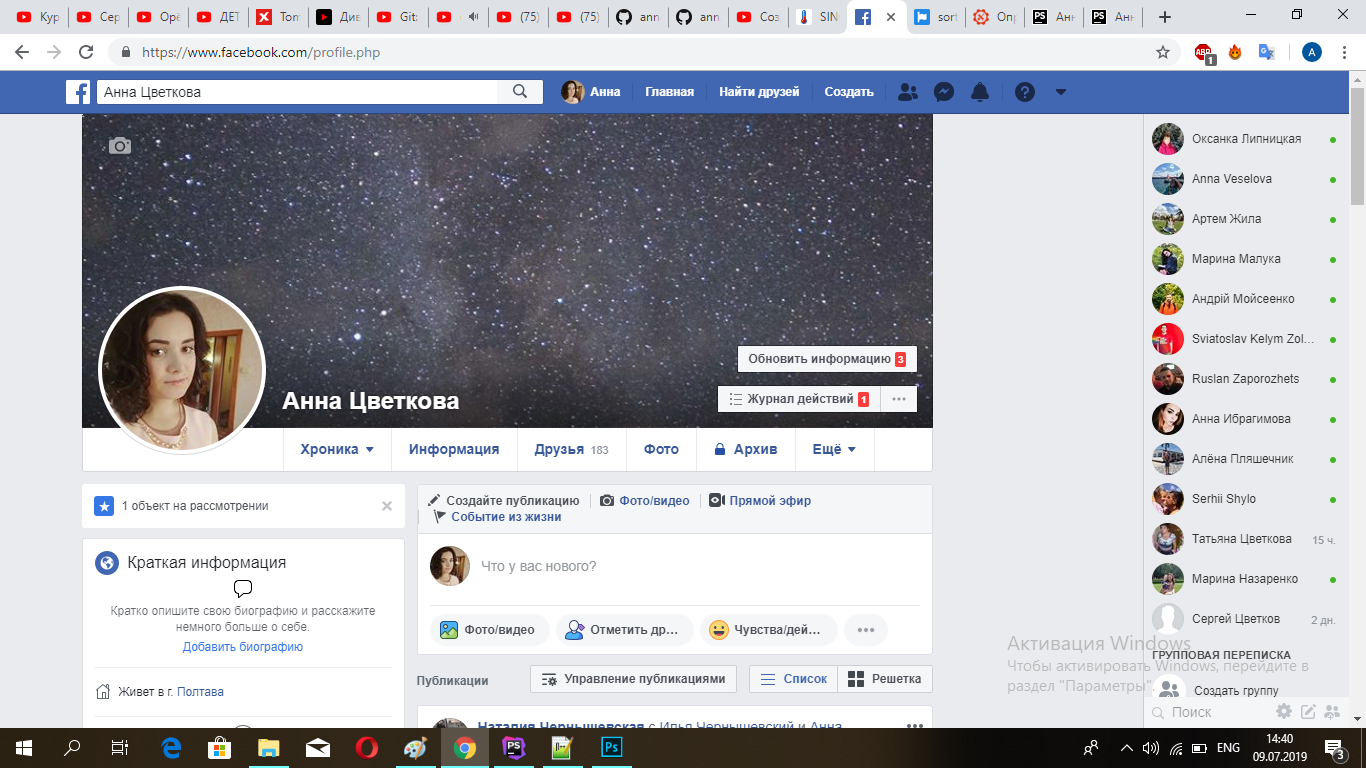 Кур
Сер
Орё
ДЕТ
Tom
Див
Git:
(75)
(75)
ann
ann
Соз
SIN
sort
Опр
Анн
Анн
https://www.facebook.com/profile.php
ABP
1
A
Анна Цветкова
Анна
Главная
Найти друзей
Создать
Обновить информацию 3
Журнал действий 1
Анна Цветкова
Хроника
Информация
Друзья 183
Фото
Архив
Ещё
1 объект на рассмотрении
Краткая информация
Кратко опишите свою биографию и расскажите
немного больше о себе.
Добавить биографию
Живет в г. Полтава
Создайте публикацию
Фото/видео
Прямой эфир
Событие из жизни
Что у вас нового?
Фото/видео
Отметить др...
Чувства/дей...
Публикации
Управление публикациями
Список
Решетка
Наталия Чернышевская с Илья Чернышевский и Анна
Оксанка Липницкая
Anna Veselova
Артем Жила
Марина Малука
Андрій Мойсеенко
Sviatoslav Kelym Zol...
Ruslan Zaporozhets
Анна Ибрагимова
Алёна Пляшечник
Serhii Shylo
Татьяна Цветкова 15 ч.
Марина Назаренко
Сергей Цветков 2 дн.
ГРУППОВАЯ ПЕРЕПИСКА
Создать группу
Поиск
Активация Windows
Чтобы активировать Windows, перейдите в
раздел "Параметры".
ENG
14:40
09.07.2019
3